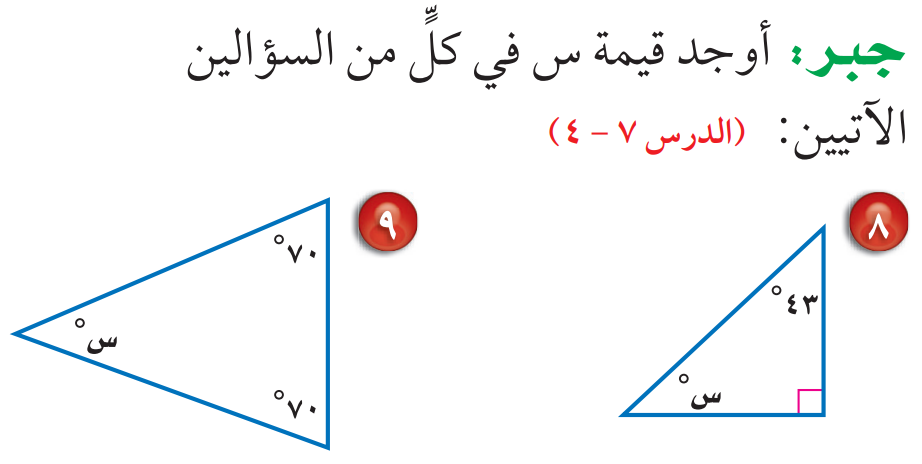 جبر: أوجد قيمة س في كلٍّ من السؤالين
الآتيين: (الدرس ٧ – ٤)
٨
٤٣°
س°
٩
٧٠°
س°
٧٠°